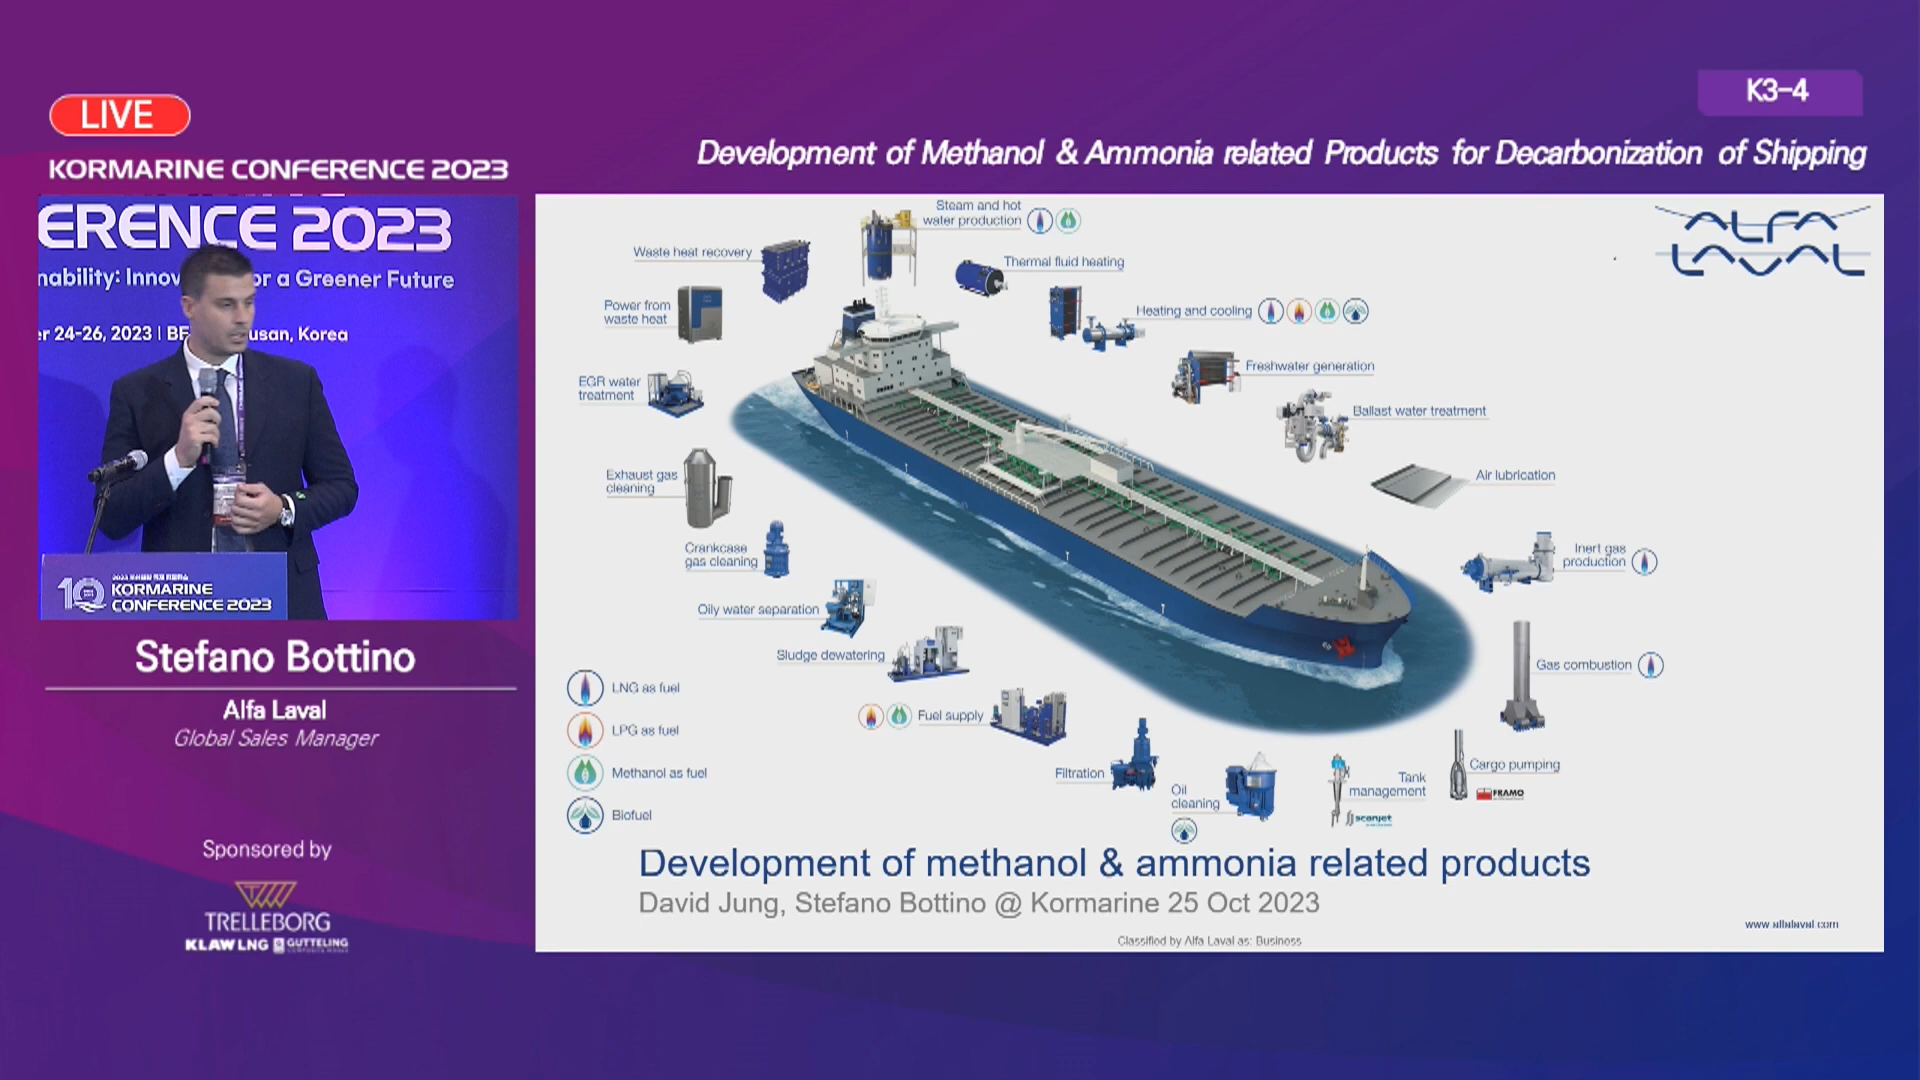 LIVE
KORMARINE CONFERENCE 2023
K3-4
Development of Methanol & Ammonia related Products for Decarbonization of Shipping
ERENCE 2023
nability: Innov
or a Greener Future
er 24-26, 2023 | BE
usan, Korea
10
KORMARINE
CONFERENCE 2023
Stefano Bottino
Alfa Laval
Global Sales Manager
Sponsored by
TRELLEBORG
KLAW LNG GUTTELING
ALFA
LAVAL
Steam and hot
water production
Waste heat recovery
Thermal fluid heating
Power from
waste heat
Heating and cooling
EGR water
treatment
Freshwater generation
Ballast water treatment
Exhaust gas
cleaning
Air lubrication
Crankcase
gas cleaning
Inert gas
production
Oily water separation
Sludge dewatering
Gas combustion
LNG as fuel
LPG as fuel
Methanol as fuel
Biofuel
Fuel supply
Filtration
Oil
cleaning
Tank
management
scanjet
Cargo pumping
FRAMO
Development of methanol & ammonia related products
David Jung, Stefano Bottino @ Kormarine 25 Oct 2023
www.alfalaval.com
Classified by Alfa Laval as: Business